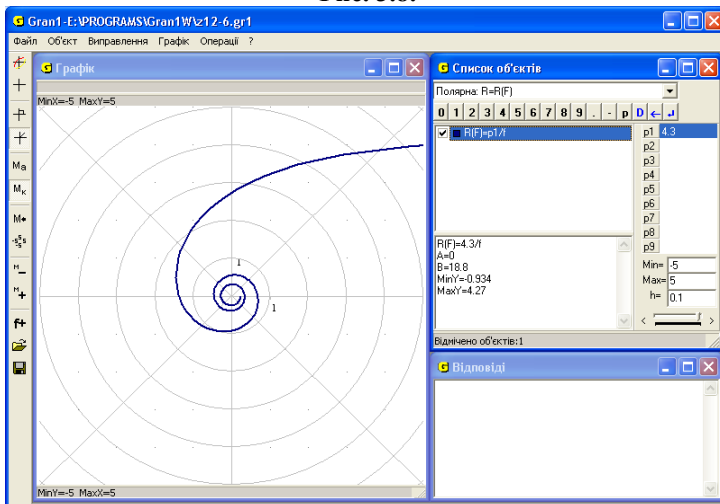 Gran1-E:\PROGRAMS\Gran1W\z12-6.gr1
Файл Об'єкт Виправлення Графік Операції ?
Графік
MinX=-5 MaxY=5
1
1
MinY=-5 MaxX=5
Ma
Mк
M+
M
M
f+
Список об'єктів
Полярна: R=R(F)
0 1 2 3 4 5 6 7 8 9 . - p D
R(F)=p1/f
p1 4.3
p2
p3
p4
p5
p6
p7
p8
p9
R(F)=4.3/f
A=0
B=18.8
MinY=-0.934
MaxY=4.27
Min= -5
Max= 5
h= 0.1
Відмічено об'єктів:1
Відповіді